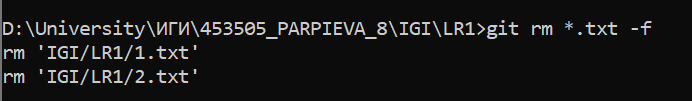 D:\University\ИГИ\453505_PARPIEVA_8\IGI\LR1>git rm *.txt -f
rm 'IGI/LR1/1.txt'
rm 'IGI/LR1/2.txt'